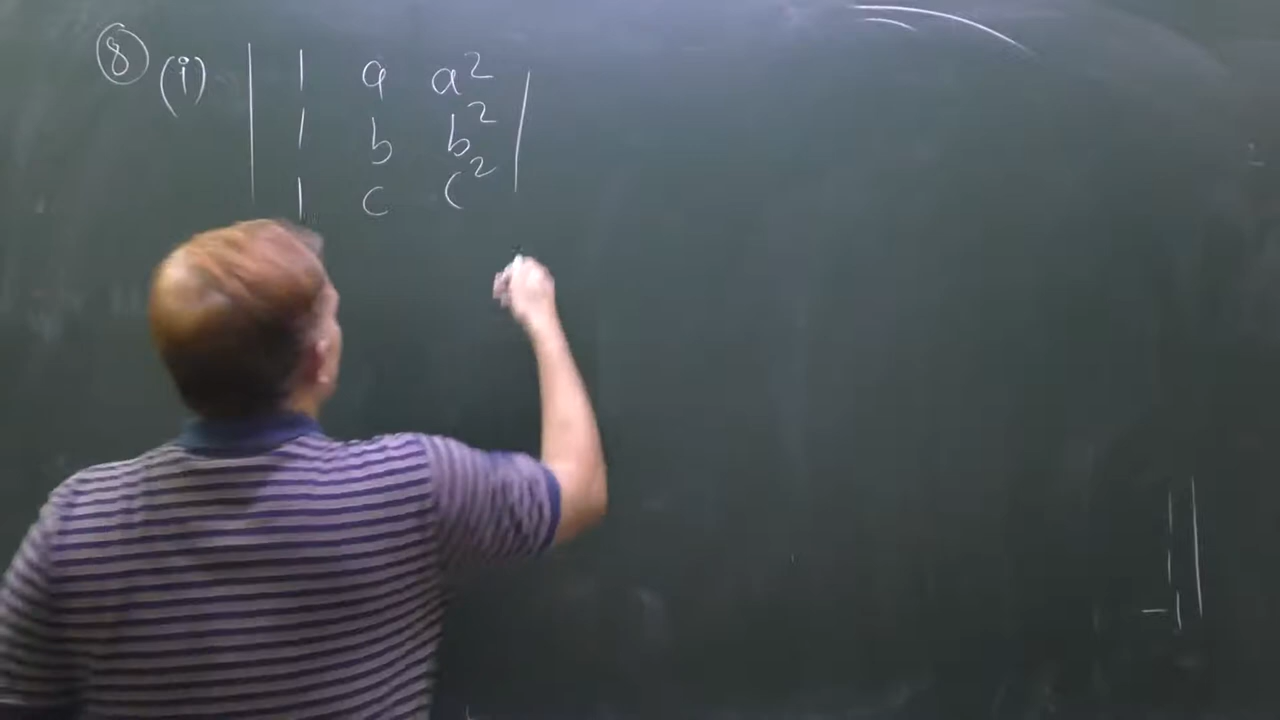 ⑧ (i) | 1 a a² |
| 1 b b² |
| 1 c c² |